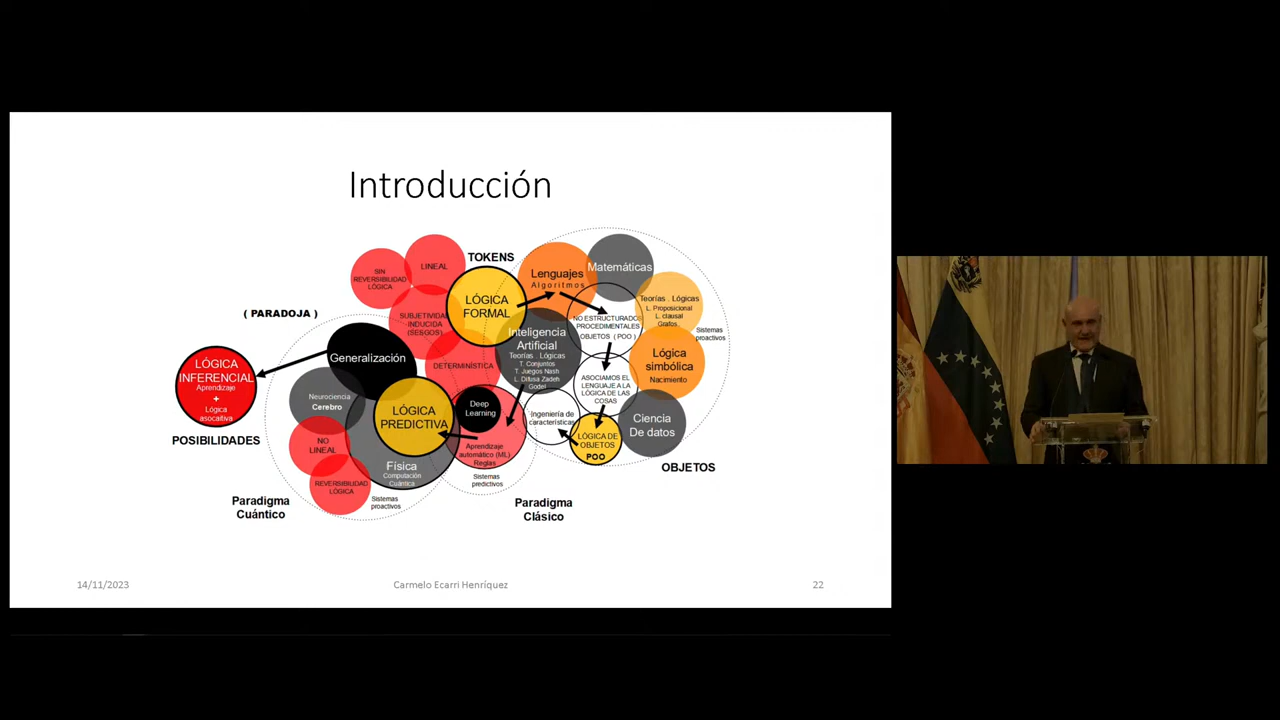 Introducción
TOKENS
LINEAL
SIN
REVERSIBILIDAD
LÓGICA
Lenguajes
Algoritmos
Matemáticas
LÓGICA
FORMAL
Teorías . Lógicas
L. Proposicional
L. clausal
Grafos
Sistemas
proactivos
SUBJETIVIDAD
INDUCIDA
(SESGOS)
NO ESTRUCTURADOS
PROCEDIMENTALES
OBJETOS ( POO )
( PARADOJA )
Inteligencia
Artificial
Teorías . Lógicas
T. Conjuntos
T. Juegos Nash
L. Difusa Zadeh
Godel
Generalización
DETERMINÍSTICA
Lógica
simbólica
Nacimiento
LÓGICA
INFERENCIAL
Aprendizaje
+
Lógica
asocaitiva
POSIBILIDADES
ASOCIAMOS EL
LENGUAJE A LA
LÓGICA DE LAS
COSAS
Neurociencia
Cerebro
LÓGICA
PREDICTIVA
Deep
Learning
Ingeniería de
características
Ciencia
De datos
LÓGICA DE
OBJETOS
POO
NO
LINEAL
Aprendizaje
automático (ML)
Reglas
OBJETOS
Física
Computación
Cuántica
REVERSIBILIDAD
LÓGICA
Sistemas
predictivos
Sistemas
proactivos
Paradigma
Cuántico
Paradigma
Clásico
14/11/2023
Carmelo Ecarri Henríquez
22